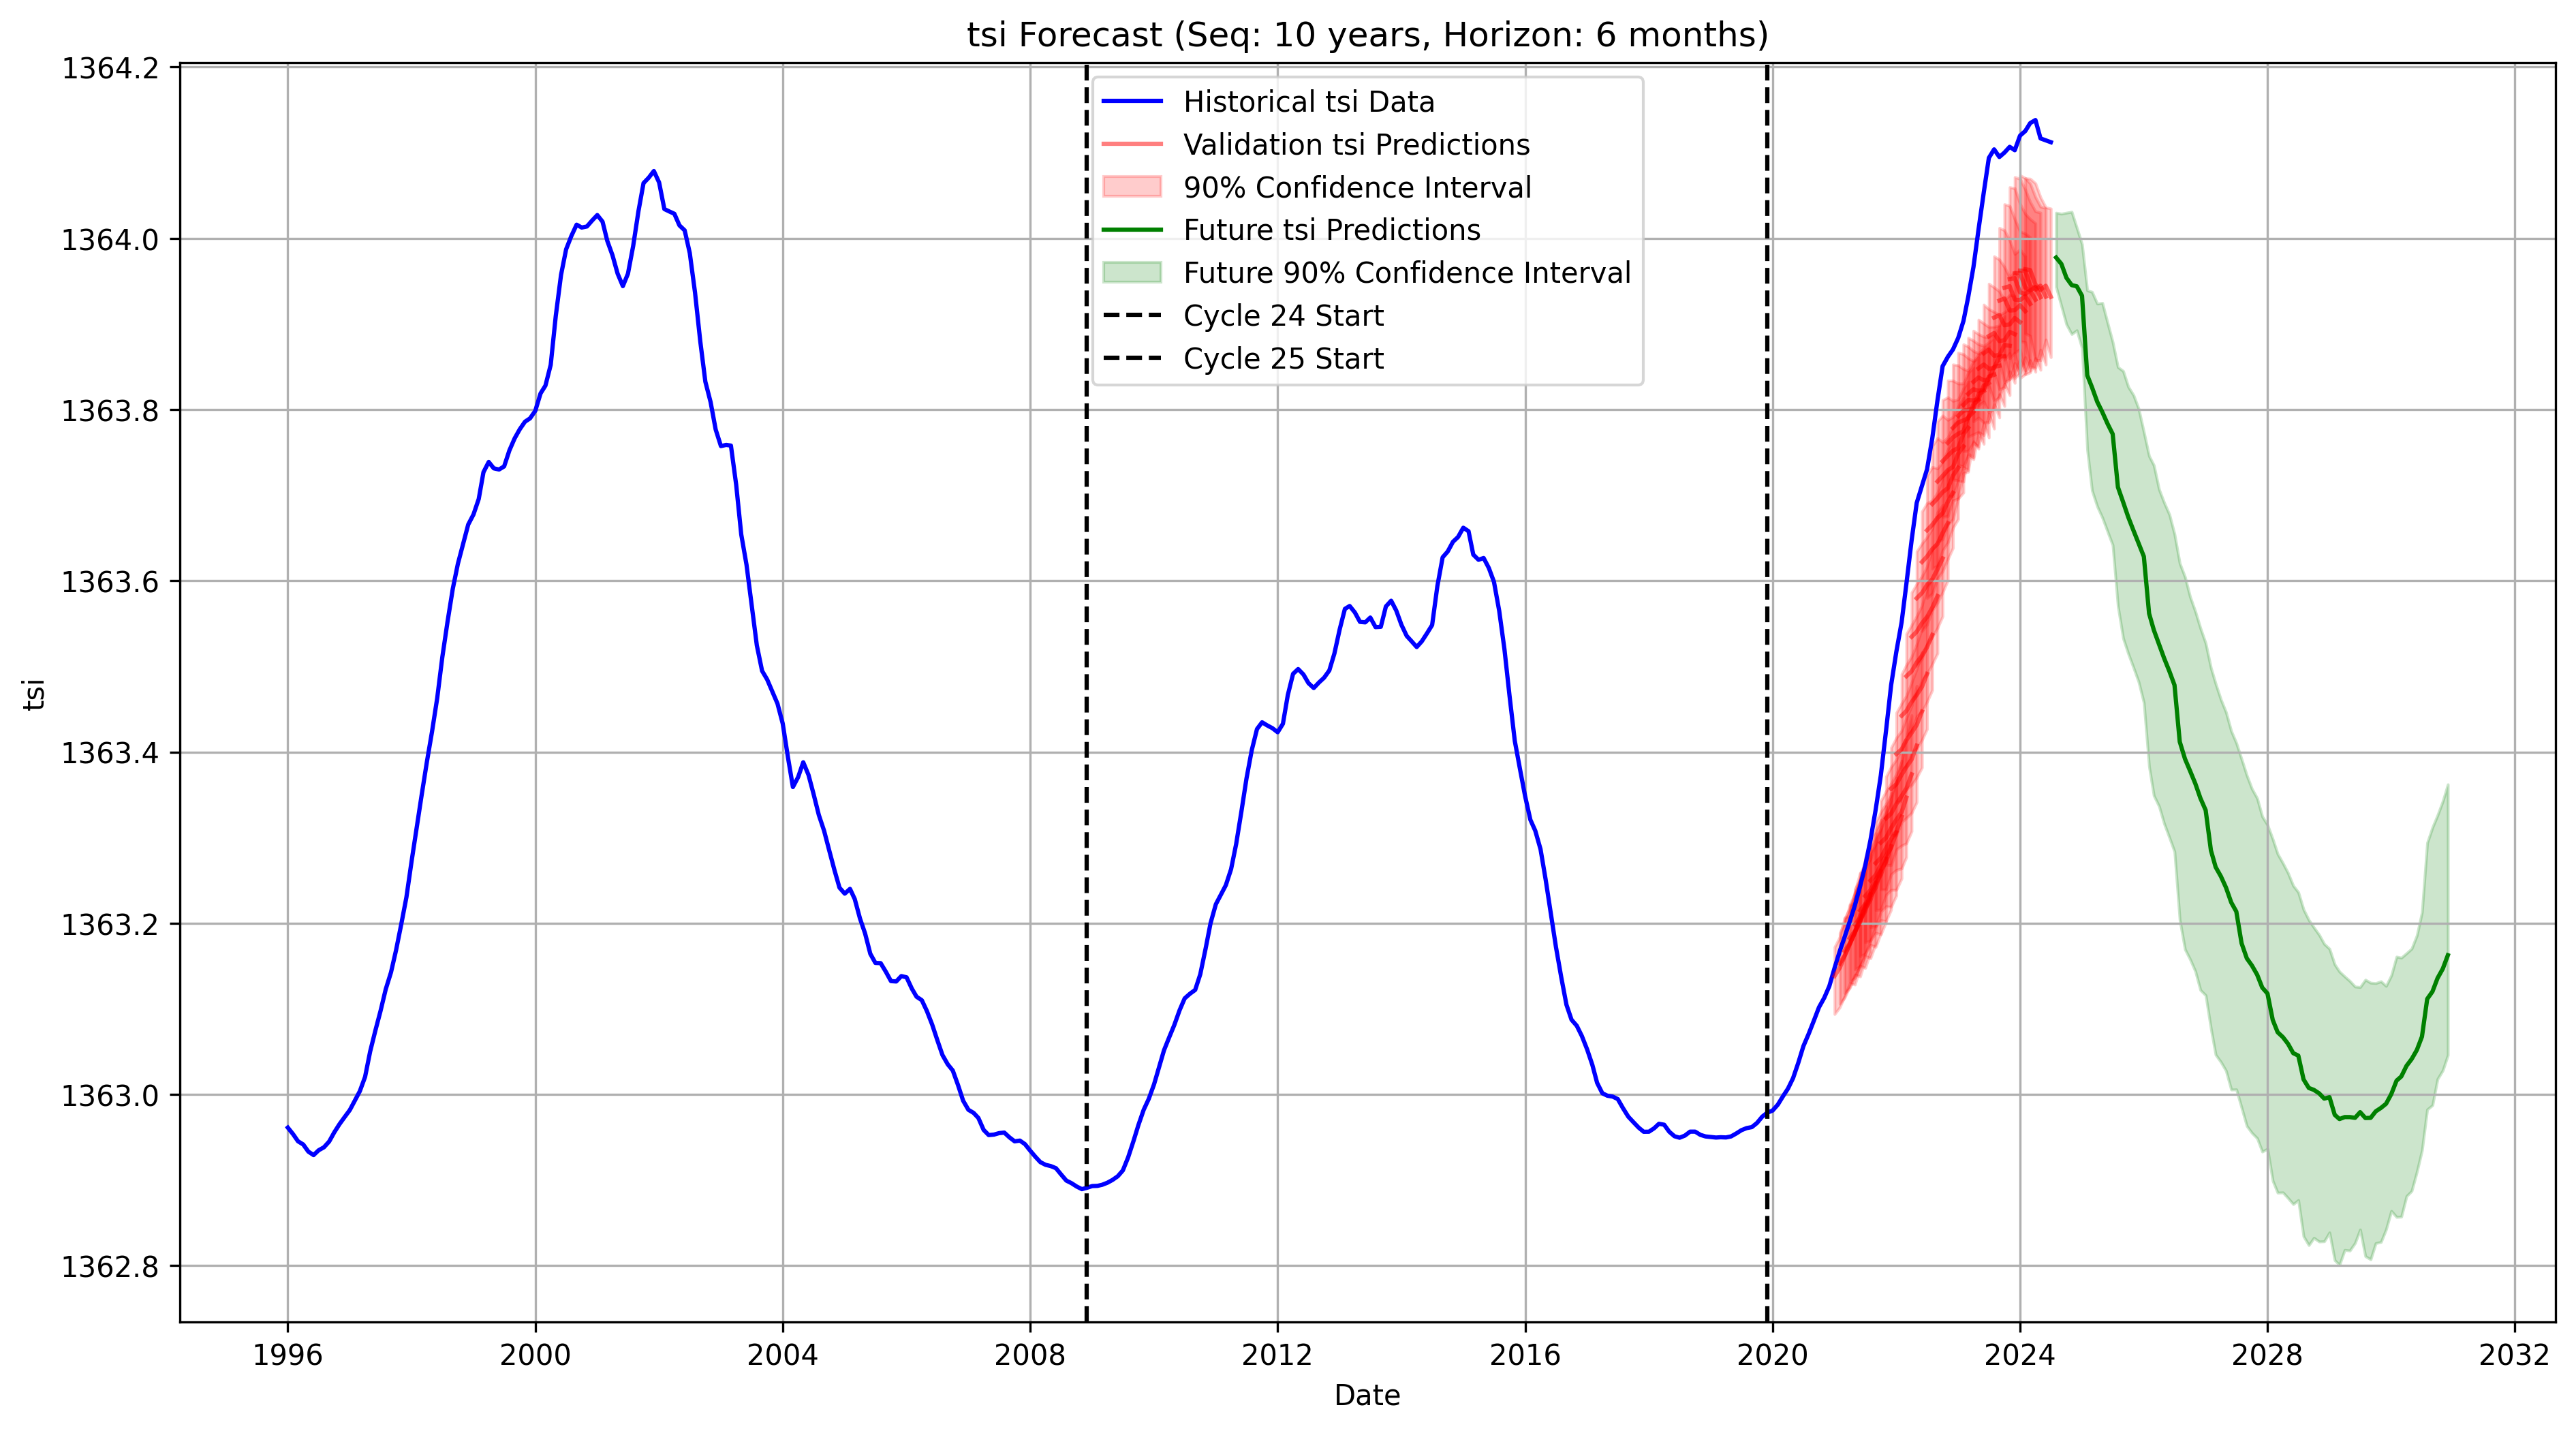 tsi Forecast (Seq: 10 years, Horizon: 6 months)
1364.2
1364.0
1363.8
1363.6
1363.4
1363.2
1363.0
1362.8
tsi
Historical tsi Data
Validation tsi Predictions
90% Confidence Interval
Future tsi Predictions
Future 90% Confidence Interval
Cycle 24 Start
Cycle 25 Start
1996 2000 2004 2008 2012 2016 2020 2024 2028 2032
Date